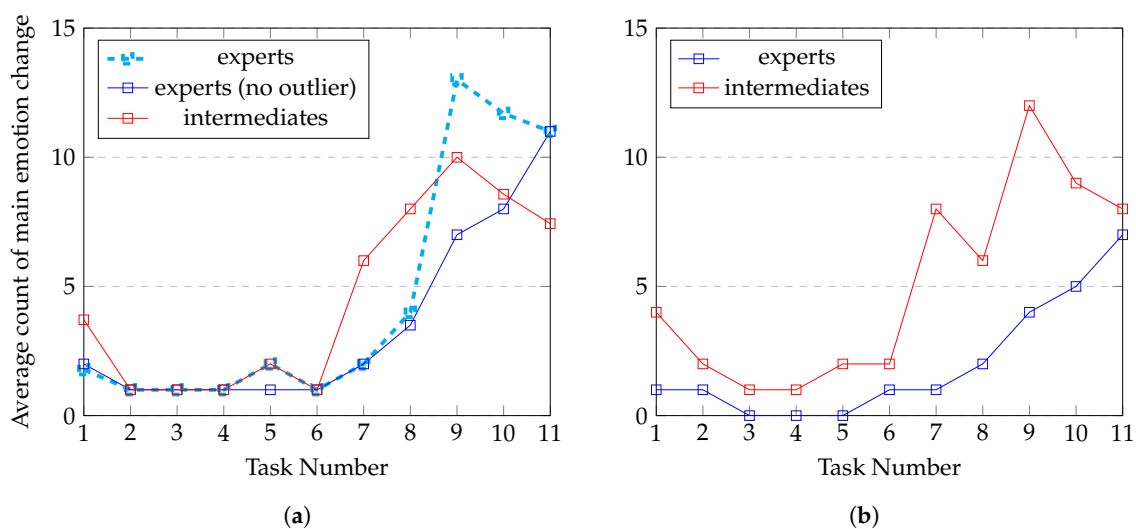 Average count of main emotion change
15
10
5
0
experts
experts (no outlier)
intermediates
1 2 3 4 5 6 7 8 9 10 11
Task Number
(a)
15
10
5
0
experts
intermediates
1 2 3 4 5 6 7 8 9 10 11
Task Number
(b)